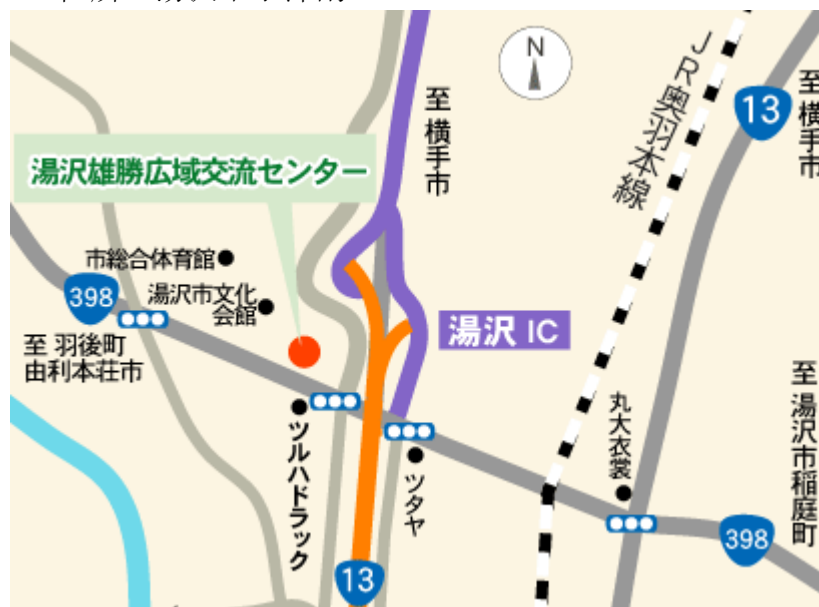 N
JR奥羽本線
至 横手市
13
至 横手市
湯沢雄勝広域交流センター
市総合体育館
398
湯沢市文化
会館
湯沢 IC
至 羽後町
由利本荘市
至 湯沢市稲庭町
丸大衣裳
ツルハドラック
ツタヤ
398
13